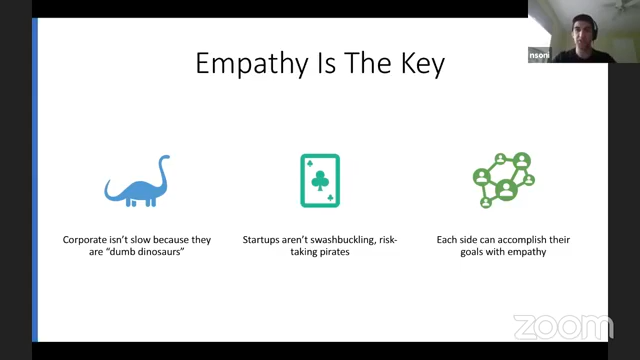 nsoni
Empathy Is The Key
Corporate isn't slow because they
are "dumb dinosaurs"
Startups aren't swashbuckling, risk-
taking pirates
Each side can accomplish their
goals with empathy
zoom